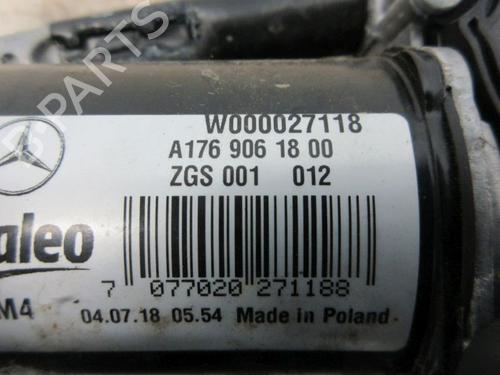 W000027118
A176 906 18 00
ZGS 001 012
aleo
7 077020 271188
M4 04.07.18 05.54 Made in Poland
B-PARTS